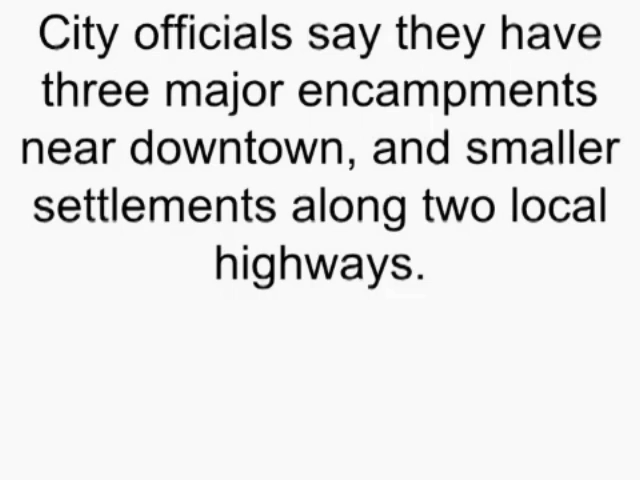 City officials say they have
three major encampments
near downtown, and smaller
settlements along two local
highways.